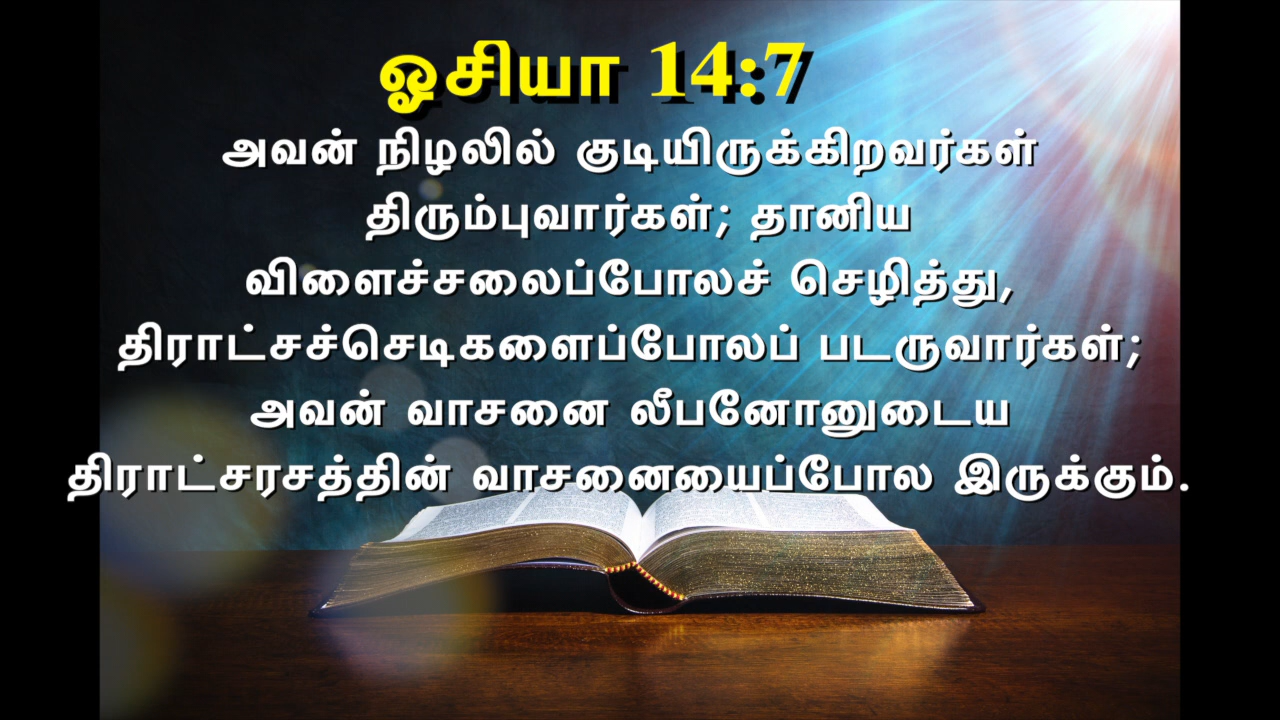 ஓசியா 14:7
அவன் நிழலில் குடியிருக்கிறவர்கள்
திரும்புவார்கள்; தானிய
விளைச்சலைப்போலச் செழித்து,
திராட்சச்செடிகளைப்போலப் படருவார்கள்;
அவன் வாசனை லீபனோனுடைய
திராட்சரசத்தின் வாசனையைப்போல இருக்கும்.